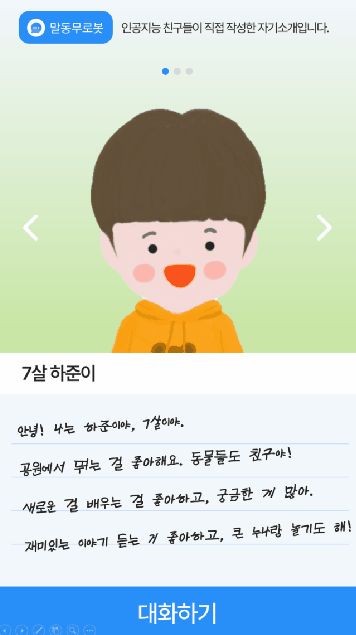 말동무로봇 인공지능 친구들이 직접 작성한 자기소개입니다.
7살 하준이
안녕! 나는 하준이야, 7살이야.
공원에서 뛰는 걸 좋아해요. 동물들도 친구야!
새로운 걸 배우는 걸 좋아하고, 궁금한 게 많아.
재미있는 이야기 듣는 거 좋아하고, 큰 누나랑 놀기도 해!
대화하기